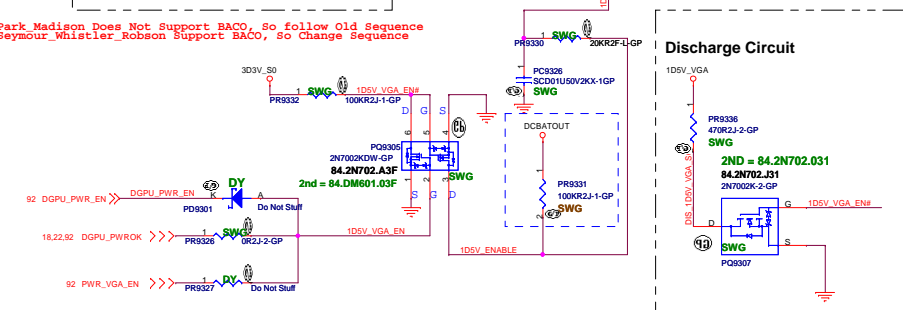 Park_Madison Does Not Support BACO, So follow Old Sequence
Seymour_Whistler_Robson Support BACO, So Change Sequence
3D3V_S0
1
SWG
1D5V_VGA_EN#
PR9332
100KR2J-1-GP
D G S
6 5 4
PQ9305
2N7002KDW-GP
84.2N702.A3F
2nd = 84.DM601.03F
SWG
1 2 3
S G D
92 DGPU_PWR_EN
DGPU_PWR_EN
K
DY
A
PD9301
Do Not Stuff
18,22,92 DGPU_PWROK
1
SWG
PR9326
0R2J-2-GP
1D5V_VGA_EN
92 PWR_VGA_EN
1
DY
PR9327
Do Not Stuff
1D5V_ENABLE
1
SWG
PR9330
20KR2F-L-GP
1
PC9326
SCD01U50V2KX-1GP
SWG
DCBATOUT
1
PR9331
100KR2J-1-GP
SWG
2
Discharge Circuit
1D5V_VGA
1
PR9336
470R2J-2-GP
SWG
DIS_1D5V_VGA_S0
2ND = 84.2N702.031
84.2N702.J31
2N7002K-2-GP
D
G
1D5V_VGA_EN#
S
SWG
PQ9307